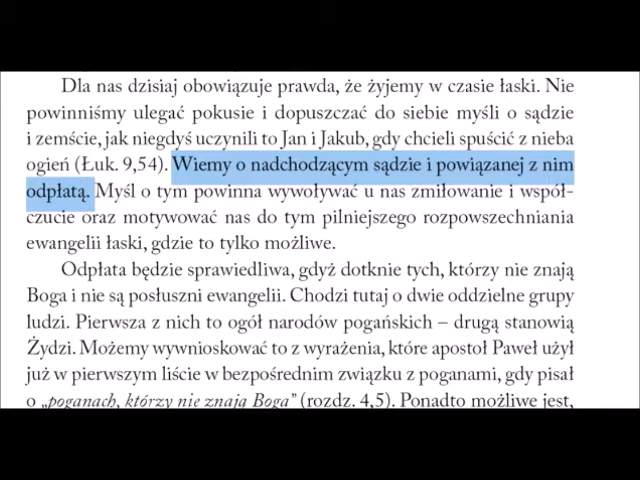 Dla nas dzisiaj obowiązuje prawda, że żyjemy w czasie łaski. Nie
powinniśmy ulegać pokusie i dopuszczać do siebie myśli o sądzie
i zemście, jak niegdyś uczynili to Jan i Jakub, gdy chcieli spuścić z nieba
ogień (Łuk. 9,54). Wiemy o nadchodzącym sądzie i powiązanej z nim
odpłatą. Myśl o tym powinna wywoływać u nas zmiłowanie i współ-
czucie oraz motywować nas do tym pilniejszego rozpowszechniania
ewangelii łaski, gdzie to tylko możliwe.
Odpłata będzie sprawiedliwa, gdyż dotknie tych, którzy nie znają
Boga i nie są posłuszni ewangelii. Chodzi tutaj o dwie oddzielne grupy
ludzi. Pierwsza z nich to ogół narodów pogańskich – drugą stanowią
Żydzi. Możemy wywnioskować to z wyrażenia, które apostoł Paweł użył
już w pierwszym liście w bezpośrednim związku z poganami, gdy pisał
o „poganach, którzy nie znają Boga” (rozdz. 4,5). Ponadto możliwe jest,